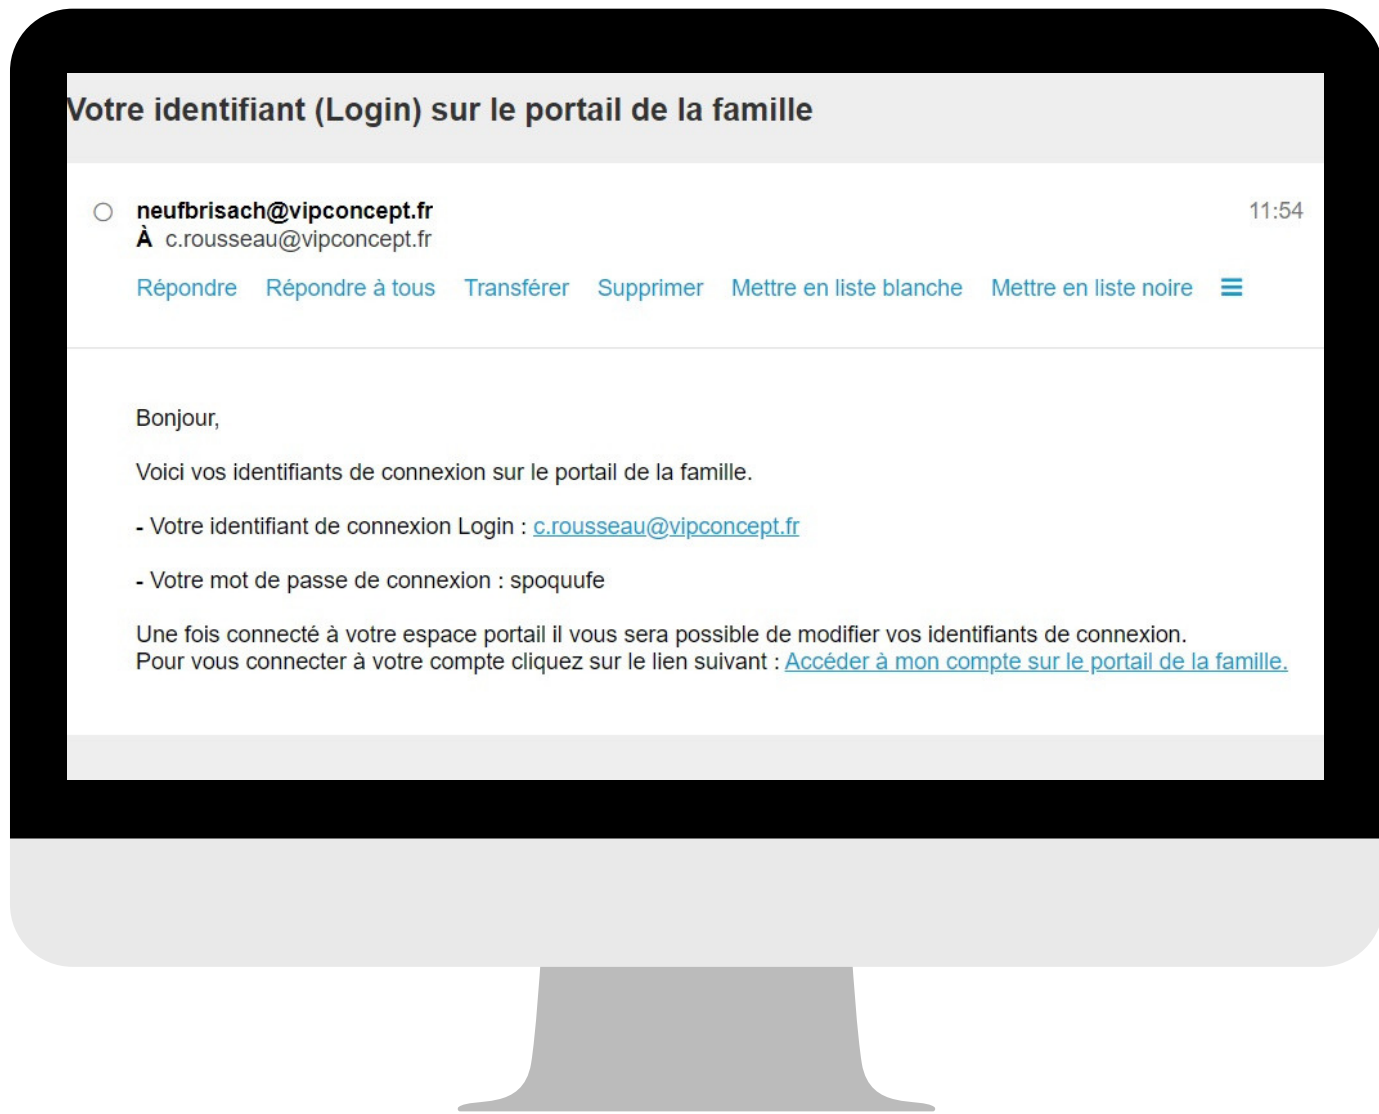 Votre identifiant (Login) sur le portail de la famille
neufbrisach@vipconcept.fr
11:54
À c.rousseau@vipconcept.fr
Répondre Répondre à tous Transférer Supprimer Mettre en liste blanche Mettre en liste noire
Bonjour,
Voici vos identifiants de connexion sur le portail de la famille.
- Votre identifiant de connexion Login : c.rousseau@vipconcept.fr
- Votre mot de passe de connexion : spoquufe
Une fois connecté à votre espace portail il vous sera possible de modifier vos identifiants de connexion.
Pour vous connecter à votre compte cliquez sur le lien suivant : Accéder à mon compte sur le portail de la famille.